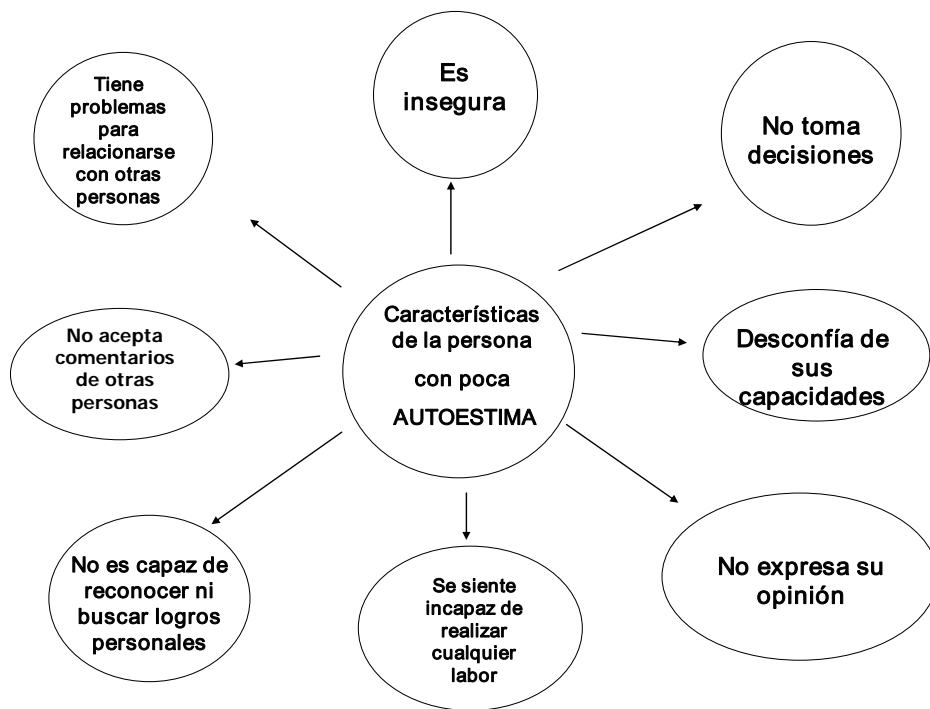 Tiene
problemas
para
relacionarse
con otras
personas
Es
insegura
No toma
decisiones
Características
de la persona
con poca
AUTOESTIMA
No acepta
comentarios
de otras
personas
Desconfía de
sus
capacidades
No es capaz de
reconocer ni
buscar logros
personales
Se siente
incapaz de
realizar
cualquier
labor
No expresa su
opinión